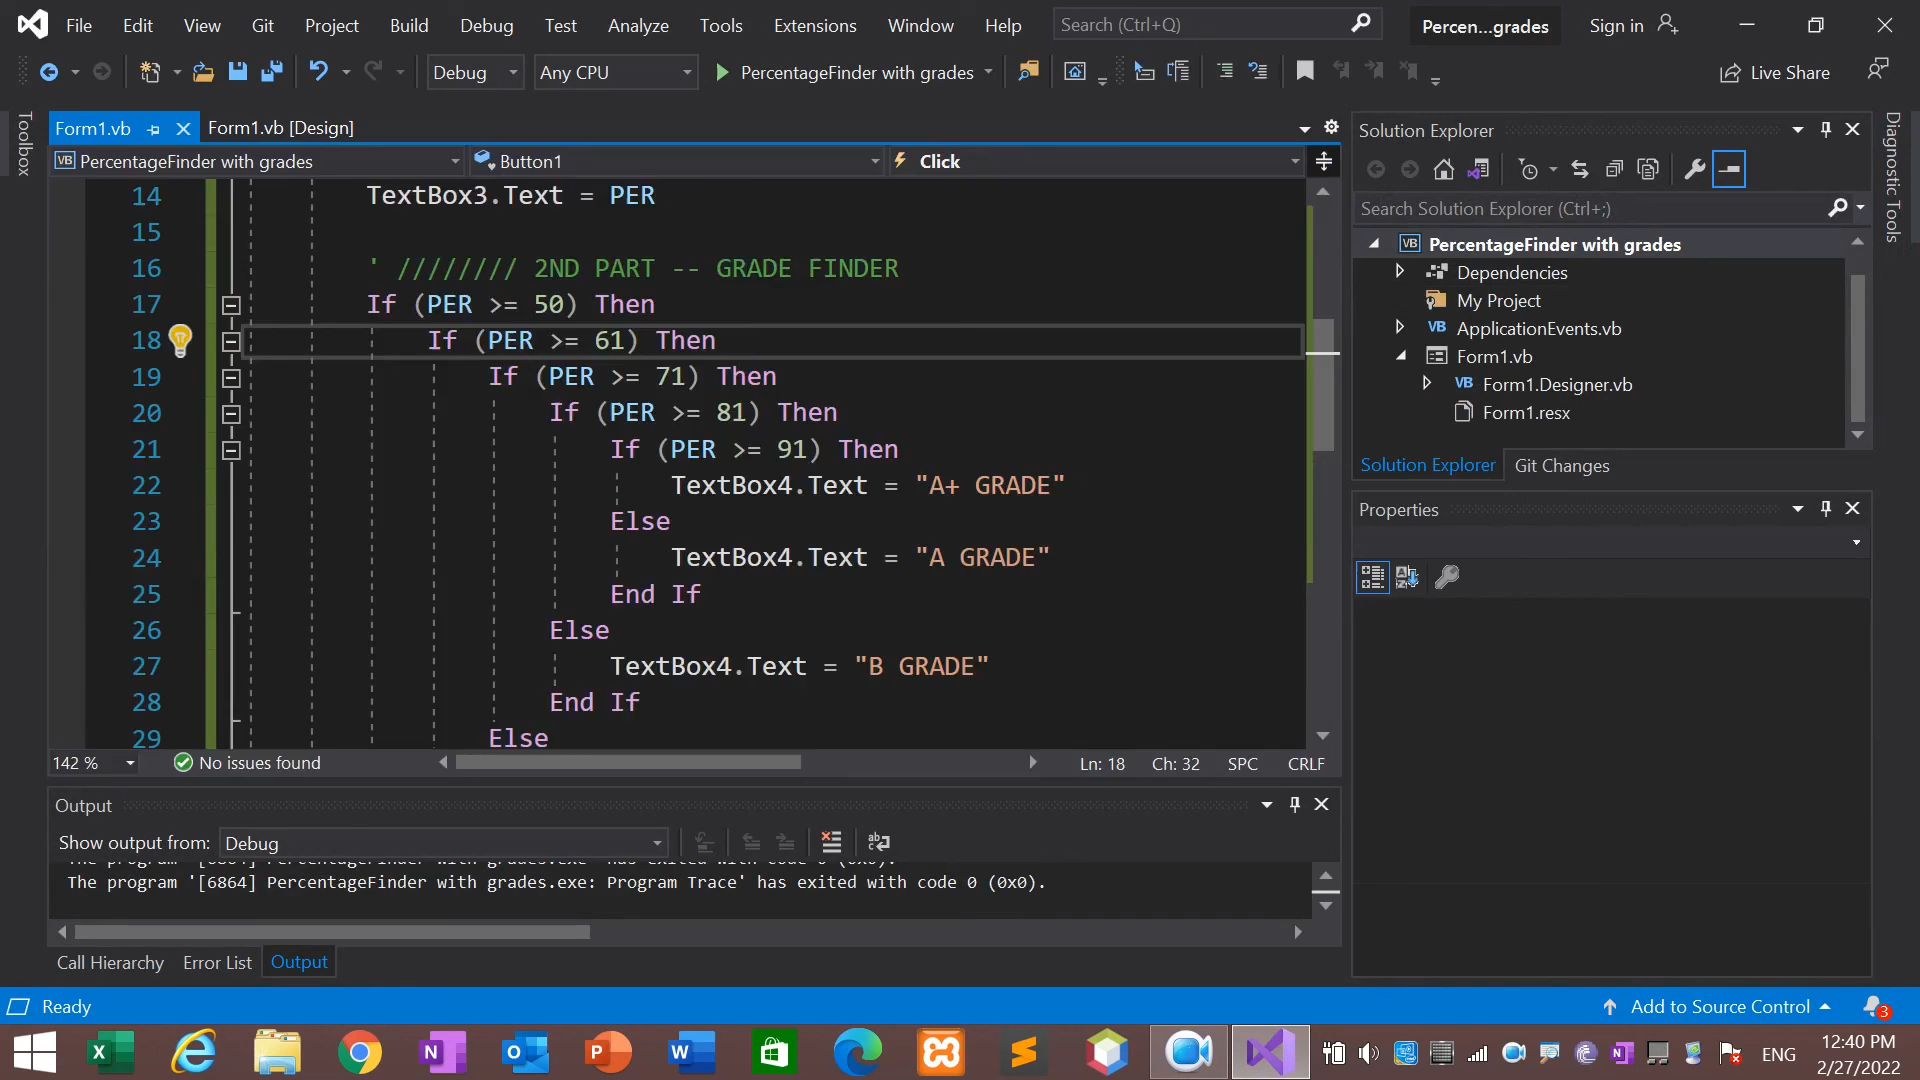 File Edit View Git Project Build Debug Test Analyze Tools Extensions Window Help Search (Ctrl+Q) Percen...grades Sign in
Debug Any CPU PercentageFinder with grades Live Share
Toolbox
Form1.vb Form1.vb [Design]
PercentageFinder with grades Button1 Click
14 TextBox3.Text = PER
15
16 ' //////// 2ND PART -- GRADE FINDER
17 If (PER >= 50) Then
18 If (PER >= 61) Then
19 If (PER >= 71) Then
20 If (PER >= 81) Then
21 If (PER >= 91) Then
22 TextBox4.Text = "A+ GRADE"
23 Else
24 TextBox4.Text = "A GRADE"
25 End If
26 Else
27 TextBox4.Text = "B GRADE"
28 End If
29 Else
142 % No issues found Ln: 18 Ch: 32 SPC CRLF
Output
Show output from: Debug
The program '[6864] PercentageFinder with grades.exe: Program Trace' has exited with code 0 (0x0).
Call Hierarchy Error List Output
Solution Explorer
Search Solution Explorer (Ctrl+;)
PercentageFinder with grades
Dependencies
My Project
ApplicationEvents.vb
Form1.vb
Form1.Designer.vb
Form1.resx
Solution Explorer Git Changes
Properties
Diagnostic Tools
Ready Add to Source Control 3
ENG
12:40 PM
2/27/2022